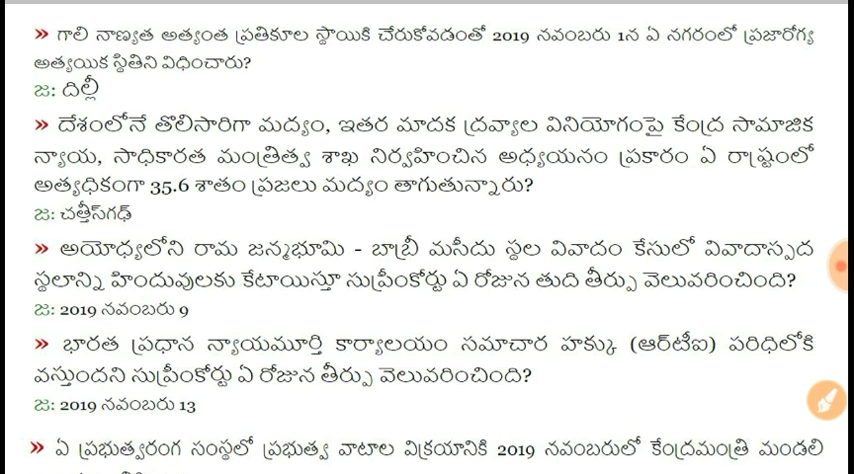 » గాలి నాణ్యత అత్యంత ప్రతికూల స్థాయికి చేరుకోవడంతో 2019 నవంబరు 1న ఏ నగరంలో ప్రజారోగ్య
అత్యయిక స్థితిని విధించారు?
జ: దిల్లీ
» దేశంలోనే తొలిసారిగా మద్యం, ఇతర మాదక ద్రవ్యాల వినియోగంపై కేంద్ర సామాజిక
న్యాయ, సాధికారత మంత్రిత్వ శాఖ నిర్వహించిన అధ్యయనం ప్రకారం ఏ రాష్ట్రంలో
అత్యధికంగా 35.6 శాతం ప్రజలు మద్యం తాగుతున్నారు?
జ: చత్తీస్‌గఢ్
» అయోధ్యలోని రామ జన్మభూమి - బాబ్రీ మసీదు స్థల వివాదం కేసులో వివాదాస్పద
స్థలాన్ని హిందువులకు కేటాయిస్తూ సుప్రీంకోర్టు ఏ రోజున తుది తీర్పు వెలువరించింది?
జ: 2019 నవంబరు 9
» భారత ప్రధాన న్యాయమూర్తి కార్యాలయం సమాచార హక్కు (ఆర్‌టీఐ) పరిధిలోకి
వస్తుందని సుప్రీంకోర్టు ఏ రోజున తీర్పు వెలువరించింది?
జ: 2019 నవంబరు 13
» ఏ ప్రభుత్వరంగ సంస్థలో ప్రభుత్వ వాటాల విక్రయానికి 2019 నవంబరులో కేంద్రమంత్రి మండలి